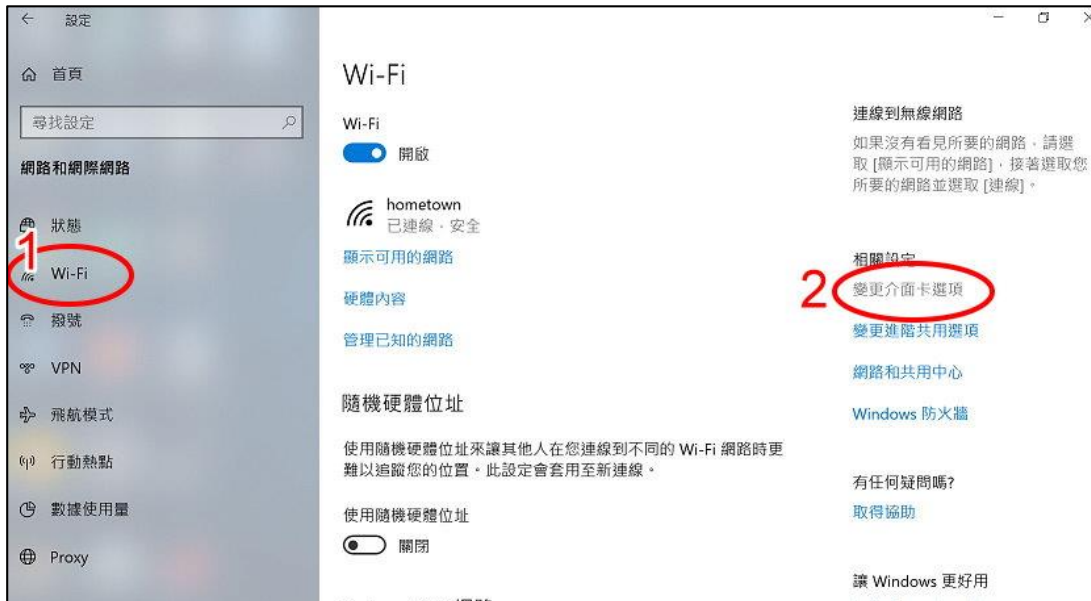 設定
首頁
尋找設定
網路和網際網路
狀態
1
Wi-Fi
撥號
VPN
飛航模式
行動熱點
數據使用量
Proxy
Wi-Fi
Wi-Fi
開啟
hometown
已連線，安全
顯示可用的網路
硬體內容
管理已知的網路
隨機硬體位址
使用隨機硬體位址來讓其他人在您連線到不同的 Wi-Fi 網路時更
難以追蹤您的位置。此設定會套用至新連線。
使用隨機硬體位址
關閉
連線到無線網路
如果沒有看見所要的網路，請選
取 [顯示可用的網路]，接著選取您
所要的網路並選取 [連線]。
相關設定
2
變更介面卡選項
變更進階共用選項
網路和共用中心
Windows 防火牆
有任何疑問嗎?
取得協助
讓 Windows 更好用